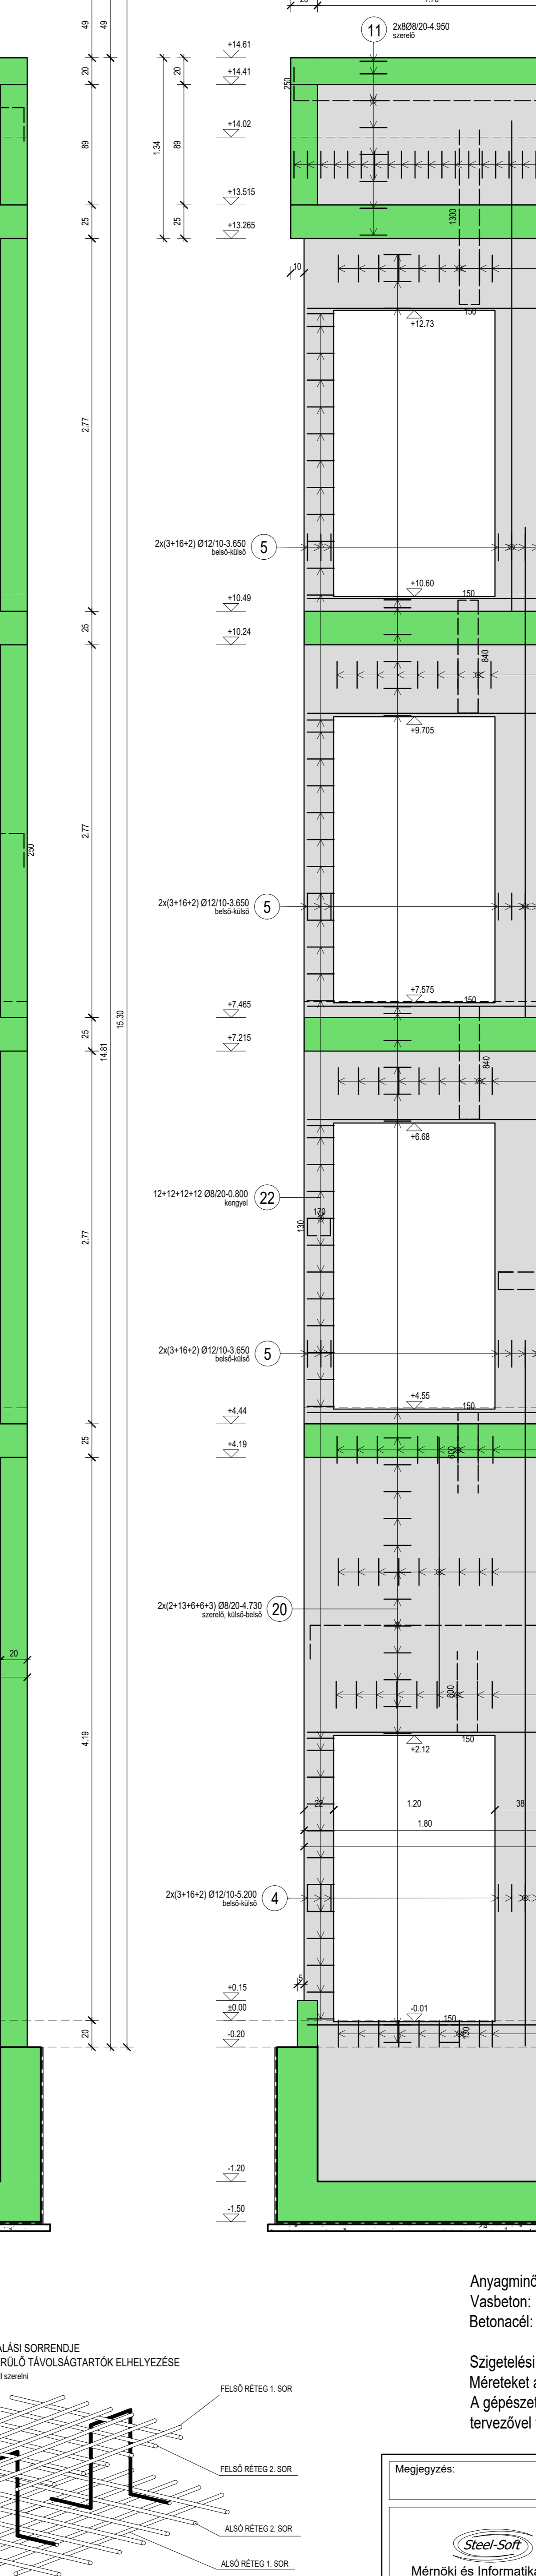 20
1.70
49
49
11
2x8Ø8/20-4.950
szerelő
+14.61
20
20
250
+14.41
+14.02
1.34
89
89
+13.515
25
25
1300
+13.265
10
150
+12.73
2.77
2x(3+16+2) Ø12/10-3.650
belső-külső
5
+10.60
150
+10.49
25
+10.24
840
+9.705
2.77
250
2x(3+16+2) Ø12/10-3.650
belső-külső
5
+7.575
150
+7.465
15.30
25
14.81
+7.215
840
+6.68
12+12+12+12 Ø8/20-0.800
kengyel
22
170
130
2.77
2x(3+16+2) Ø12/10-3.650
belső-külső
5
+4.55
150
+4.44
25
600
+4.19
2x(2+13+6+6+3) Ø8/20-4.730
szerelő, külső-belső
20
20
600
4.19
150
+2.12
22
1.20
38
1.80
2x(3+16+2) Ø12/10-5.200
belső-külső
4
5
+0.15
±0.00
-0.01
150
20
-0.20
130
-1.20
-1.50
Anyagminő
Vasbeton:
Betonacél:
Szigetelési
Méreteket a
A gépészet
tervezővel
ALÁSI SORRENDJE
RÜLŐ TÁVOLSÁGTARTÓK ELHELYEZÉSE
l szerelni
FELSŐ RÉTEG 1. SOR
FELSŐ RÉTEG 2. SOR
ALSÓ RÉTEG 2. SOR
ALSÓ RÉTEG 1. SOR
Megjegyzés:
Steel-Soft
Mérnöki és Informatika